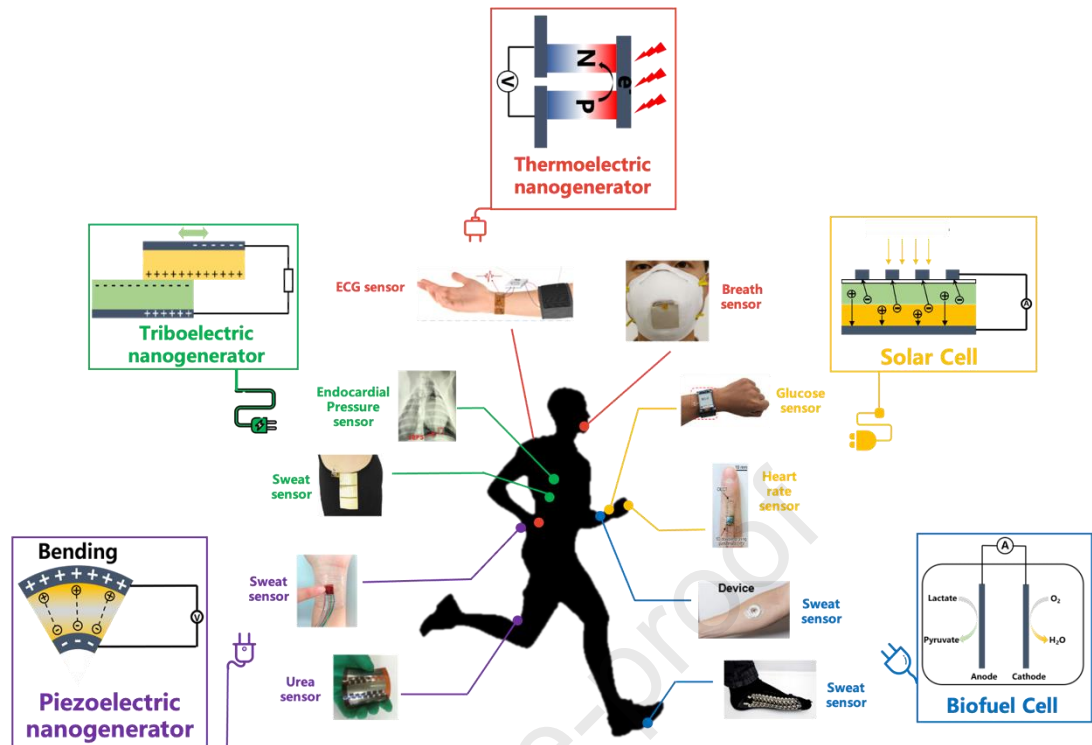 N
e-
P
V
Thermoelectric
nanogenerator
Triboelectric
nanogenerator
ECG sensor
Breath
sensor
A
Solar Cell
Endocardial
Pressure
sensor
Glucose
sensor
Sweat
sensor
Heart
rate
sensor
Bending
V
Piezoelectric
nanogenerator
Sweat
sensor
Urea
sensor
Device
Sweat
sensor
Sweat
sensor
A
Lactate
O₂
Pyruvate
H₂O
Anode
Cathode
Biofuel Cell
e-proof